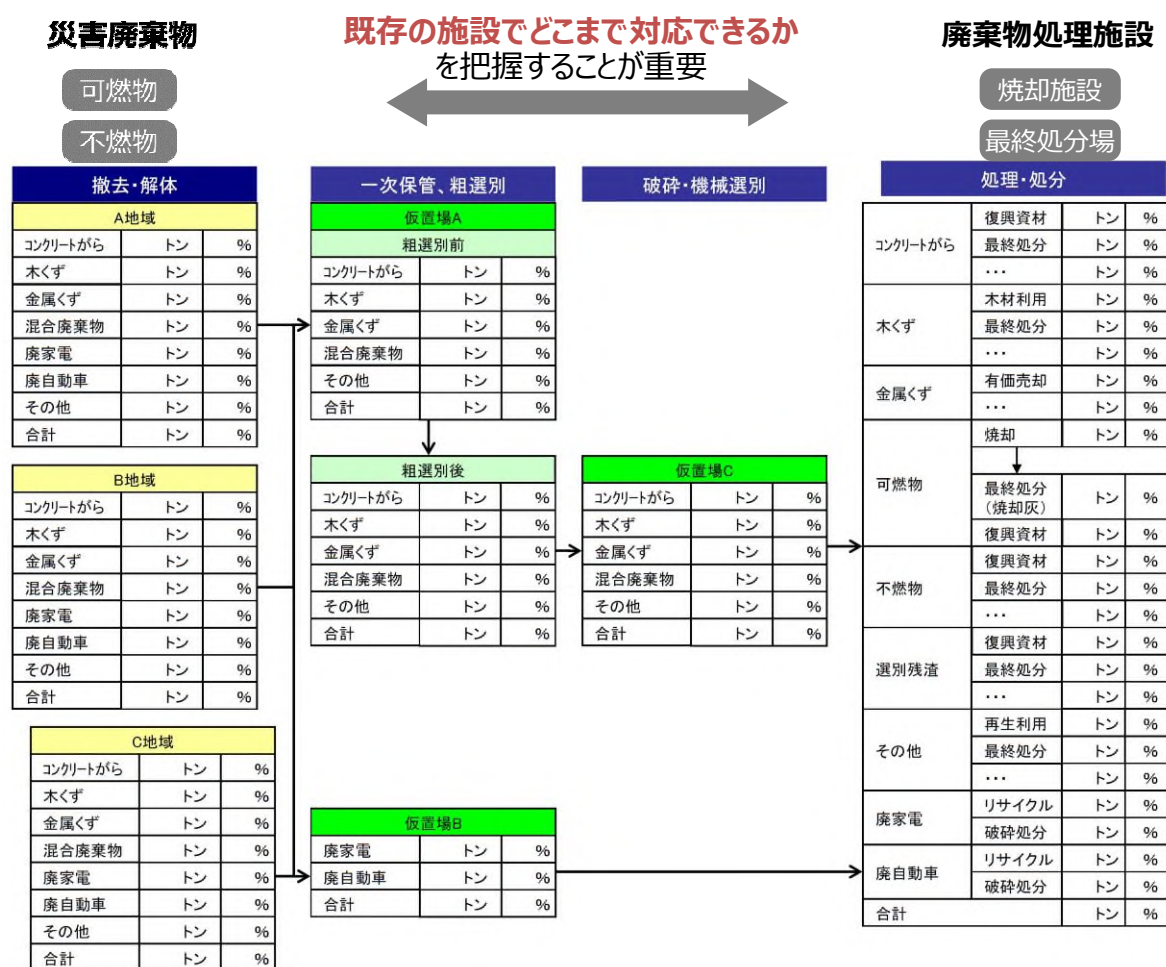 災害廃棄物
可燃物
不燃物
既存の施設でどこまで対応できるか
を把握することが重要
廃棄物処理施設
焼却施設
最終処分場
撤去・解体
A地域
コンクリートがら トン %
木くず トン %
金属くず トン %
混合廃棄物 トン %
廃家電 トン %
廃自動車 トン %
その他 トン %
合計 トン %
B地域
コンクリートがら トン %
木くず トン %
金属くず トン %
混合廃棄物 トン %
廃家電 トン %
廃自動車 トン %
その他 トン %
合計 トン %
C地域
コンクリートがら トン %
木くず トン %
金属くず トン %
混合廃棄物 トン %
廃家電 トン %
廃自動車 トン %
その他 トン %
合計 トン %
一次保管、粗選別
仮置場A
粗選別前
コンクリートがら トン %
木くず トン %
金属くず トン %
混合廃棄物 トン %
その他 トン %
合計 トン %
粗選別後
コンクリートがら トン %
木くず トン %
金属くず トン %
混合廃棄物 トン %
その他 トン %
合計 トン %
仮置場B
廃家電 トン %
廃自動車 トン %
合計 トン %
破砕・機械選別
仮置場C
コンクリートがら トン %
木くず トン %
金属くず トン %
混合廃棄物 トン %
その他 トン %
合計 トン %
処理・処分
コンクリートがら
復興資材 トン %
最終処分 トン %
・・・ トン %
木くず
木材利用 トン %
最終処分 トン %
・・・ トン %
金属くず
有価売却 トン %
・・・ トン %
可燃物
焼却 トン %
最終処分
(焼却灰) トン %
復興資材 トン %
不燃物
復興資材 トン %
最終処分 トン %
・・・ トン %
選別残渣
復興資材 トン %
最終処分 トン %
・・・ トン %
その他
再生利用 トン %
最終処分 トン %
・・・ トン %
廃家電
リサイクル トン %
破砕処分 トン %
廃自動車
リサイクル トン %
破砕処分 トン %
合計 トン %